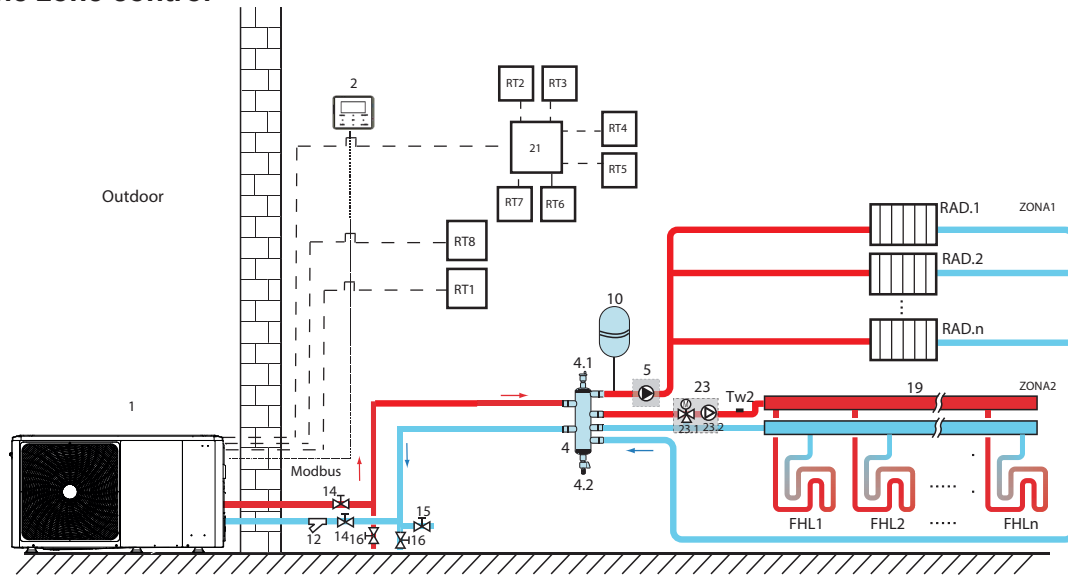 2
RT2
RT3
RT4
21
RT5
RT7
RT6
Outdoor
RT8
RT1
RAD.1
ZONA1
RAD.2
RAD.n
10
4.1
5
23
Tw2
19
ZONA2
23.1
23.2
4
4.2
1
Modbus
14
15
12
14
16
16
FHL1
FHL2
FHLn